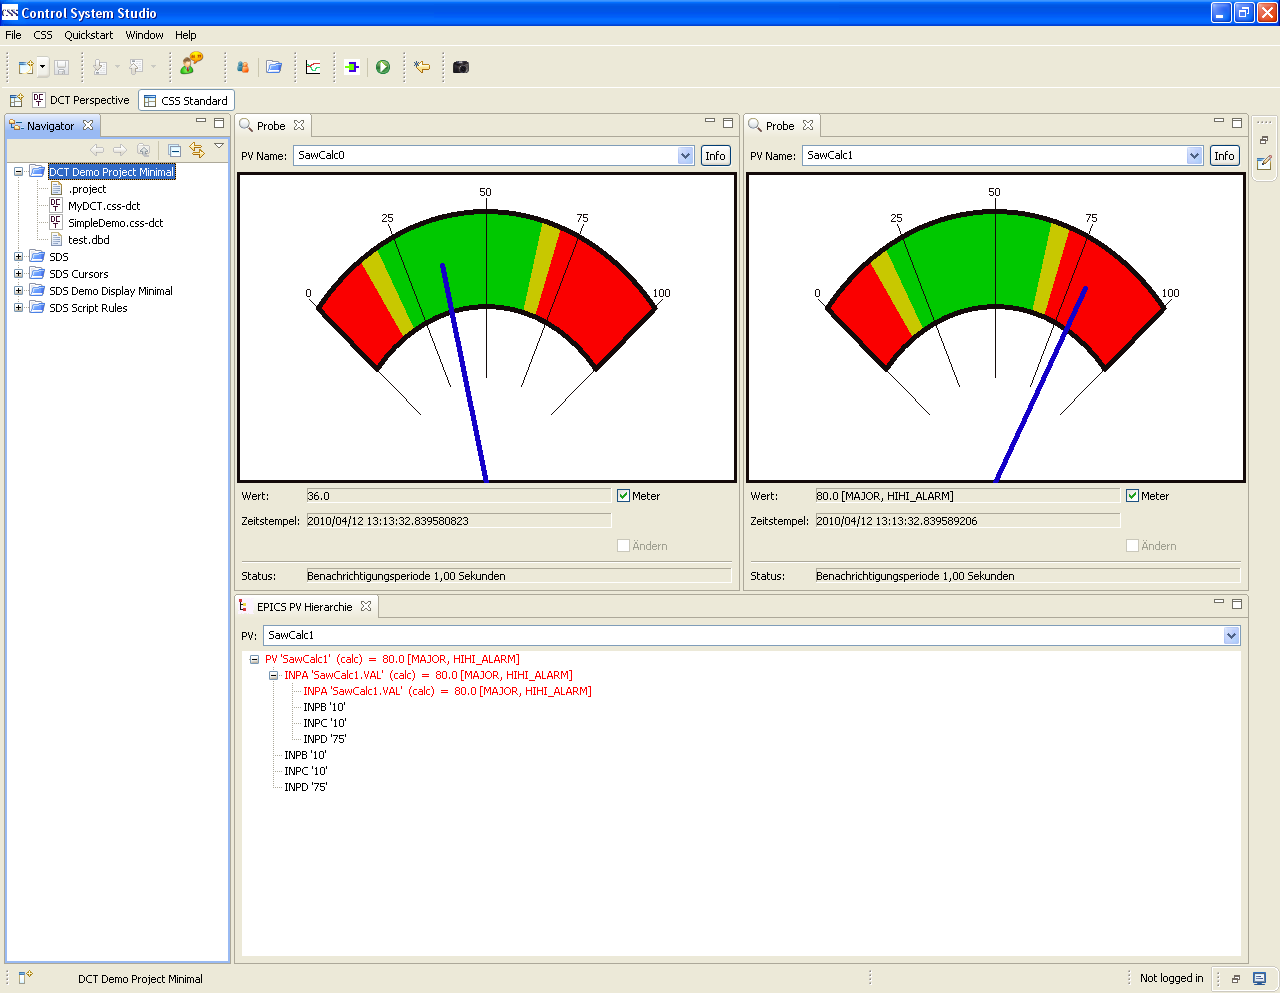 CSS Control System Studio
File CSS Quickstart Window Help
DCT Perspective CSS Standard
Navigator
DCT Demo Project Minimal
.project
MyDCT.css-dct
SimpleDemo.css-dct
test.dbd
SDS
SDS Cursors
SDS Demo Display Minimal
SDS Script Rules
Probe
PV Name: SawCalc0 Info
0 25 50 75 100
Wert: 36.0 Meter
Zeitstempel: 2010/04/12 13:13:32.839580823
Ändern
Status: Benachrichtigungsperiode 1,00 Sekunden
Probe
PV Name: SawCalc1 Info
0 25 50 75 100
Wert: 80.0 [MAJOR, HIHI_ALARM] Meter
Zeitstempel: 2010/04/12 13:13:32.839589206
Ändern
Status: Benachrichtigungsperiode 1,00 Sekunden
EPICS PV Hierarchie
PV: SawCalc1
PV 'SawCalc1' (calc) = 80.0 [MAJOR, HIHI_ALARM]
INPA 'SawCalc1.VAL' (calc) = 80.0 [MAJOR, HIHI_ALARM]
INPA 'SawCalc1.VAL' (calc) = 80.0 [MAJOR, HIHI_ALARM]
INPB '10'
INPC '10'
INPD '75'
INPB '10'
INPC '10'
INPD '75'
DCT Demo Project Minimal Not logged in